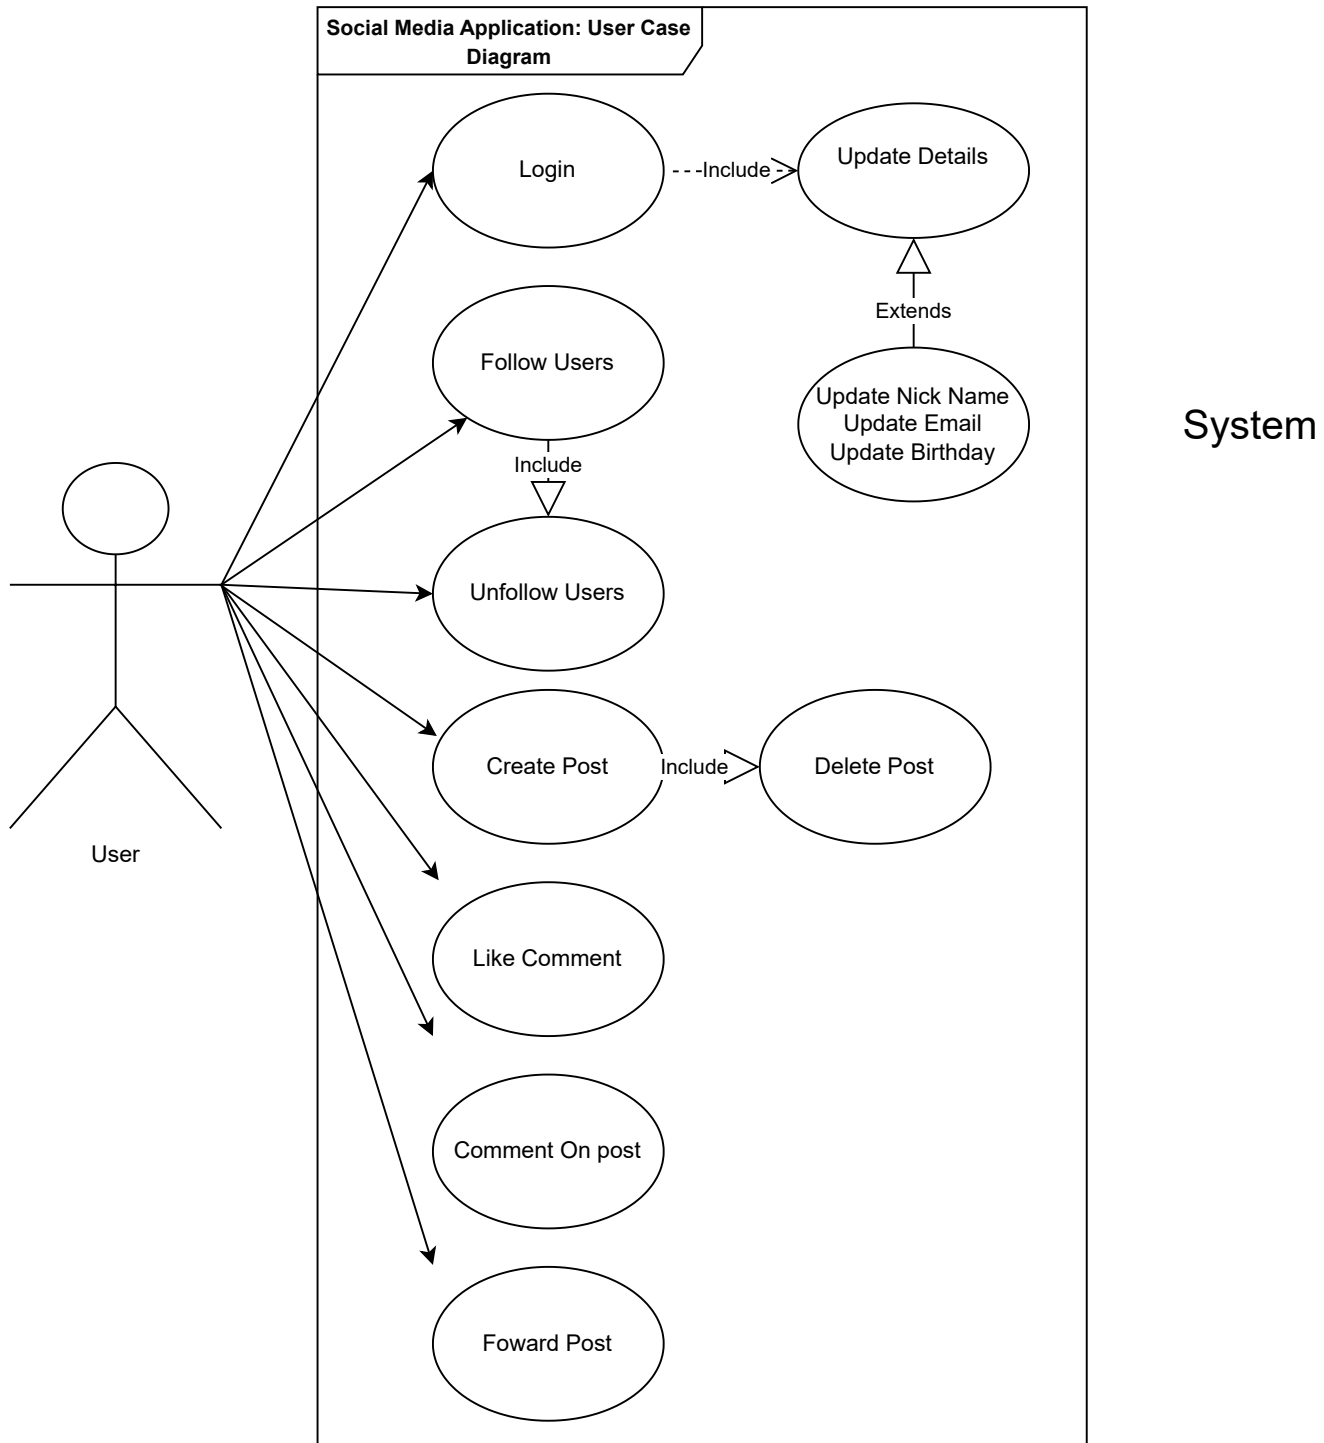 Social Media Application: User Case
Diagram
Login
Include
Update Details
Follow Users
Extends
Update Nick Name
Update Email
Update Birthday
System
Include
Unfollow Users
Create Post
Include
Delete Post
User
Like Comment
Comment On post
Foward Post